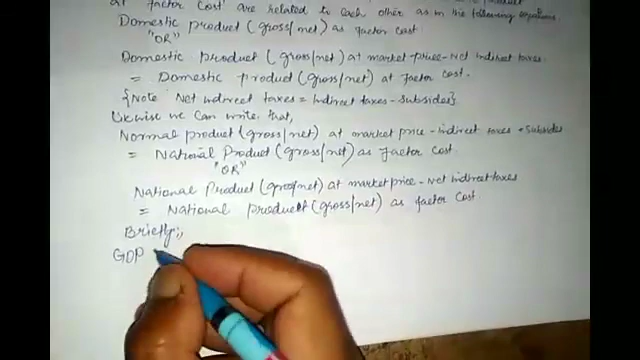 at factor cost' are related to each other as in the following equations
Domestic product (gross/net) as factor cost
"OR"
Domestic product (gross/net) at market-price-Net indirect taxes
= Domestic product (gross/net) at factor cost.
{Note Net indirect taxes = Indirect taxes - Subsides}
Likwise we can write that,
Normal product (gross/net) at market price - indirect taxes + Subsides
= National Product (gross/net) as factor cost.
"OR"
National Product (gross/net) at market price - Net indirect taxes
= National product (gross/net) as factor cost
Briefly;,
GDP